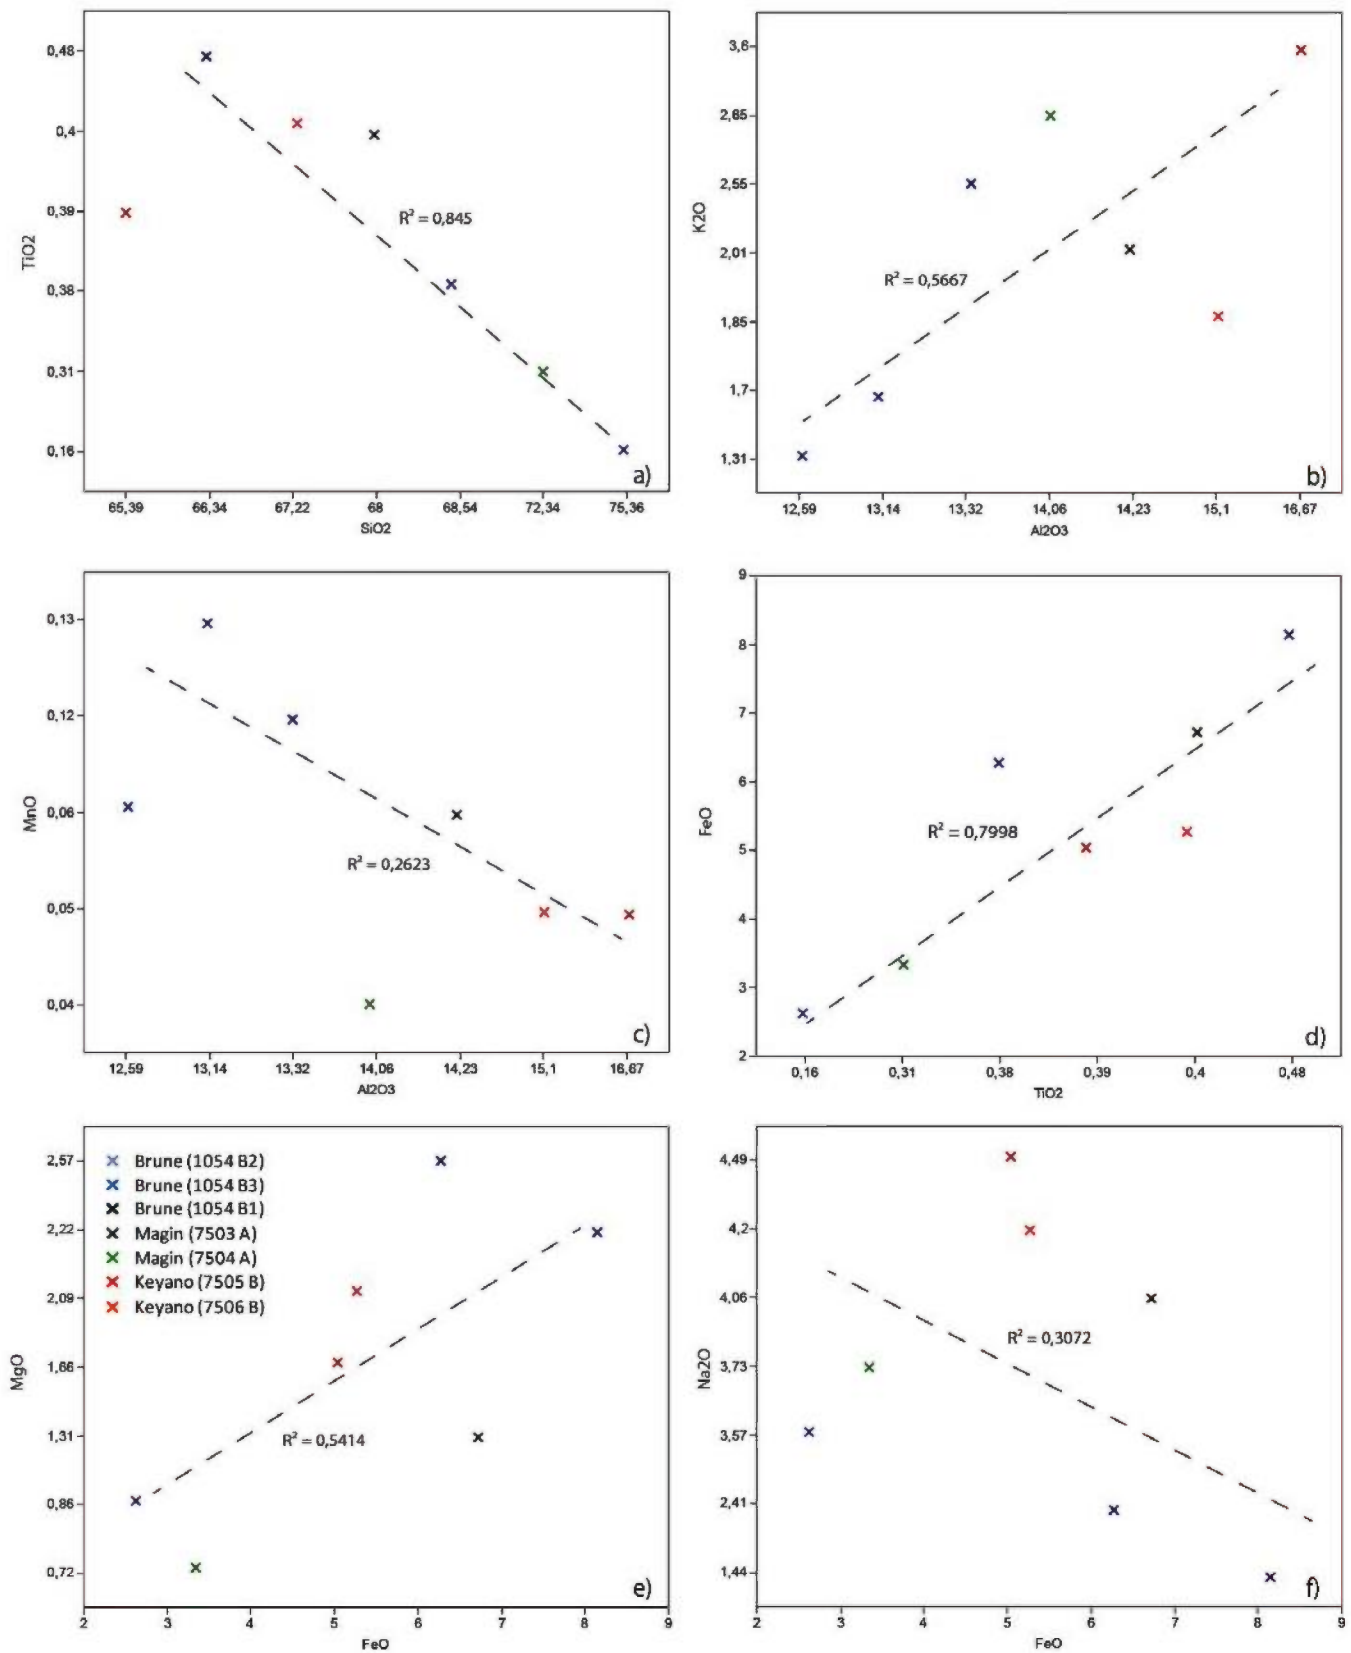 0,48
0,4
0,39
0,38
0,31
0,16
TiO2
R² = 0,845
a)
65,39 66,34 67,22 68 68,54 72,34 75,36
SiO2
3,6
2,65
2,55
2,01
1,85
1,7
1,31
K2O
R² = 0,5667
b)
12,59 13,14 13,32 14,06 14,23 15,1 16,67
Al2O3
0,13
0,12
0,06
0,05
0,04
MnO
R² = 0,2623
c)
12,59 13,14 13,32 14,06 14,23 15,1 16,67
Al2O3
9
8
7
6
5
4
3
2
FeO
R² = 0,7998
d)
0,16 0,31 0,38 0,39 0,4 0,48
TiO2
2,57
2,22
2,09
1,66
1,31
0,86
0,72
MgO
Brune (1054 B2)
Brune (1054 B3)
Brune (1054 B1)
Magin (7503 A)
Magin (7504 A)
Keyano (7505 B)
Keyano (7506 B)
R² = 0,5414
e)
2 3 4 5 6 7 8 9
FeO
4,49
4,2
4,06
3,73
3,57
2,41
1,44
Na2O
R² = 0,3072
f)
2 3 4 5 6 7 8 9
FeO